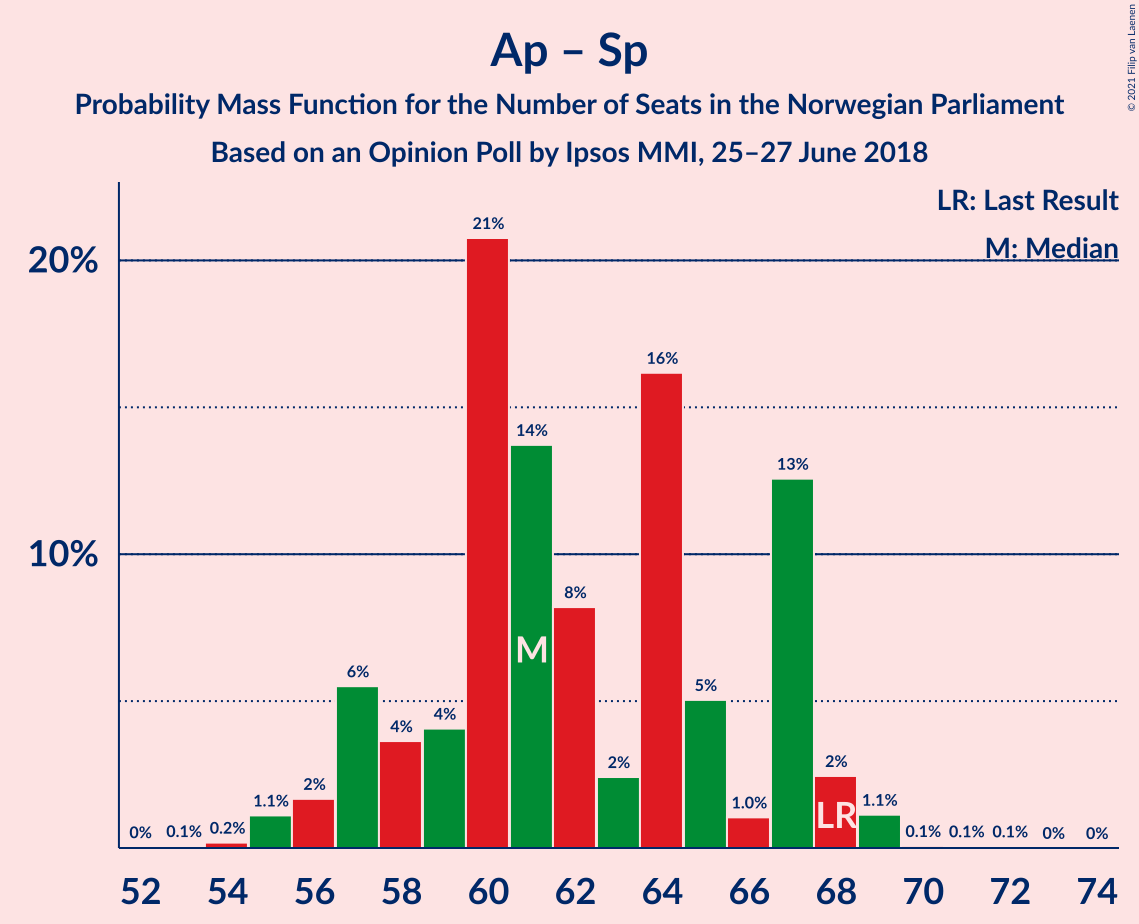 © 2021 Filip van Laenen
Ap – Sp
Probability Mass Function for the Number of Seats in the Norwegian Parliament
Based on an Opinion Poll by Ipsos MMI, 25–27 June 2018
LR: Last Result
M: Median
20%
10%
0% 0.1% 0.2% 1.1% 2% 6% 4% 4% 21% 14% 8% 2% 16% 5% 1.0% 13% 2% 1.1% 0.1% 0.1% 0.1% 0% 0%
M
LR
52 54 56 58 60 62 64 66 68 70 72 74